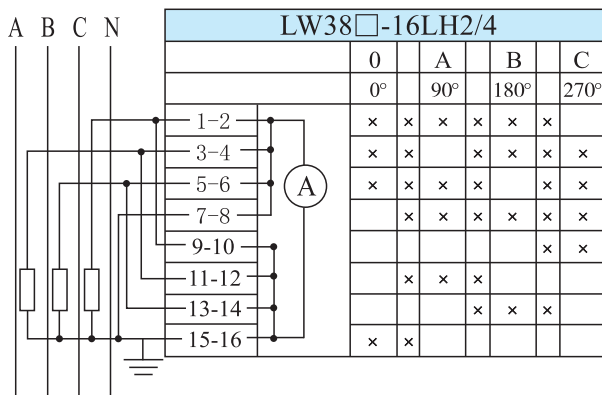 LW38□-16LH2/4
A B C N
0 A B C
0° 90° 180° 270°
1-2 × × × × × ×
3-4 × × × × × ×
5-6 × × × × × ×
7-8 × × × × × ×
9-10 × ×
11-12 × × ×
13-14 × × ×
15-16 × ×
A